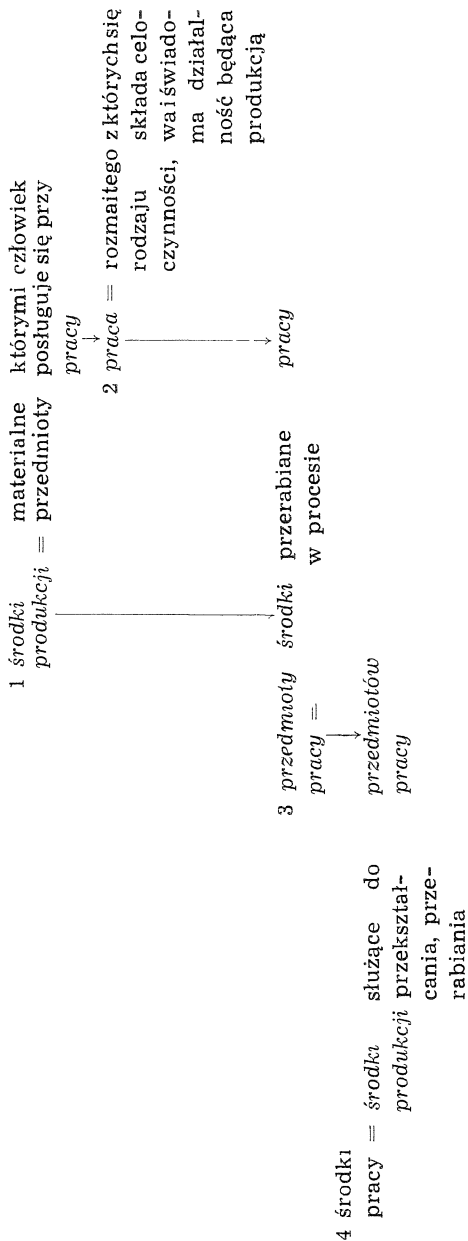 1 środki materialne którymi człowiek
produkcji = przedmioty posługuje się przy
pracy
2 praca = rozmaitego z których się
rodzaju składa celo-
czynności, wa i świado-
ma działal-
ność będąca
produkcją
3 przedmioty środki przerabiane pracy
pracy = w procesie
4 środki
pracy = środki służące do przedmiotów
produkcji przekształ- pracy
cania, prze-
rabiania